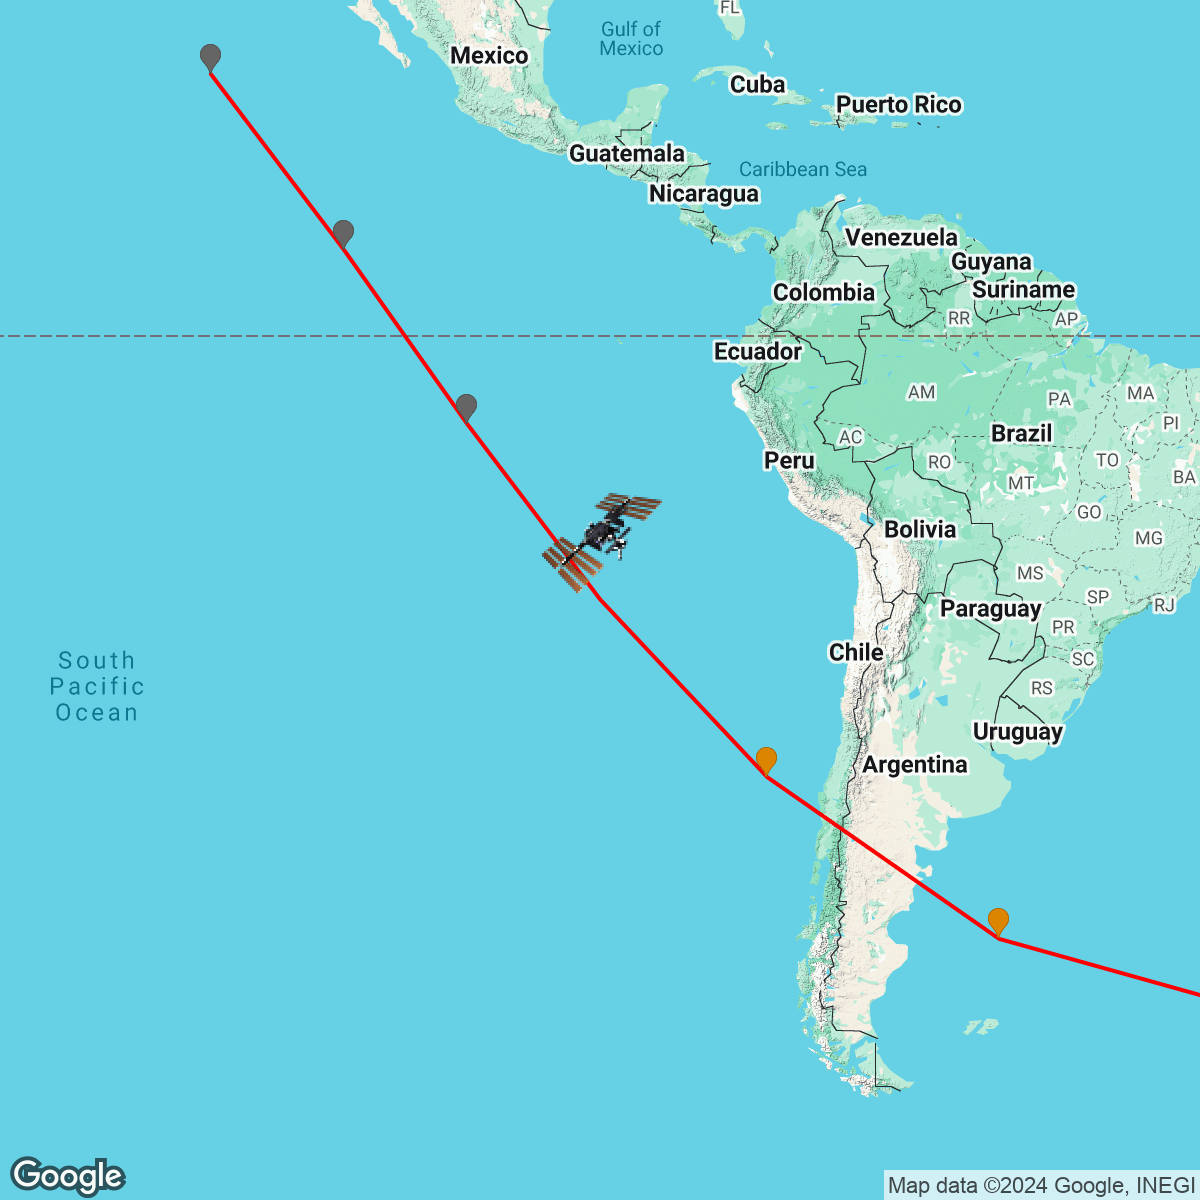 FL
Gulf of
Mexico
Mexico
Cuba
Puerto Rico
Guatemala
Caribbean Sea
Nicaragua
Venezuela
Guyana
Colombia
Suriname
RR
AP
Ecuador
AM
PA
MA
PI
AC
Brazil
Peru
RO
TO
BA
MT
GO
Bolivia
MG
MS
SP
RJ
Paraguay
PR
Chile
SC
South
Pacific
Ocean
RS
Uruguay
Argentina
Google
Map data ©2024 Google, INEGI